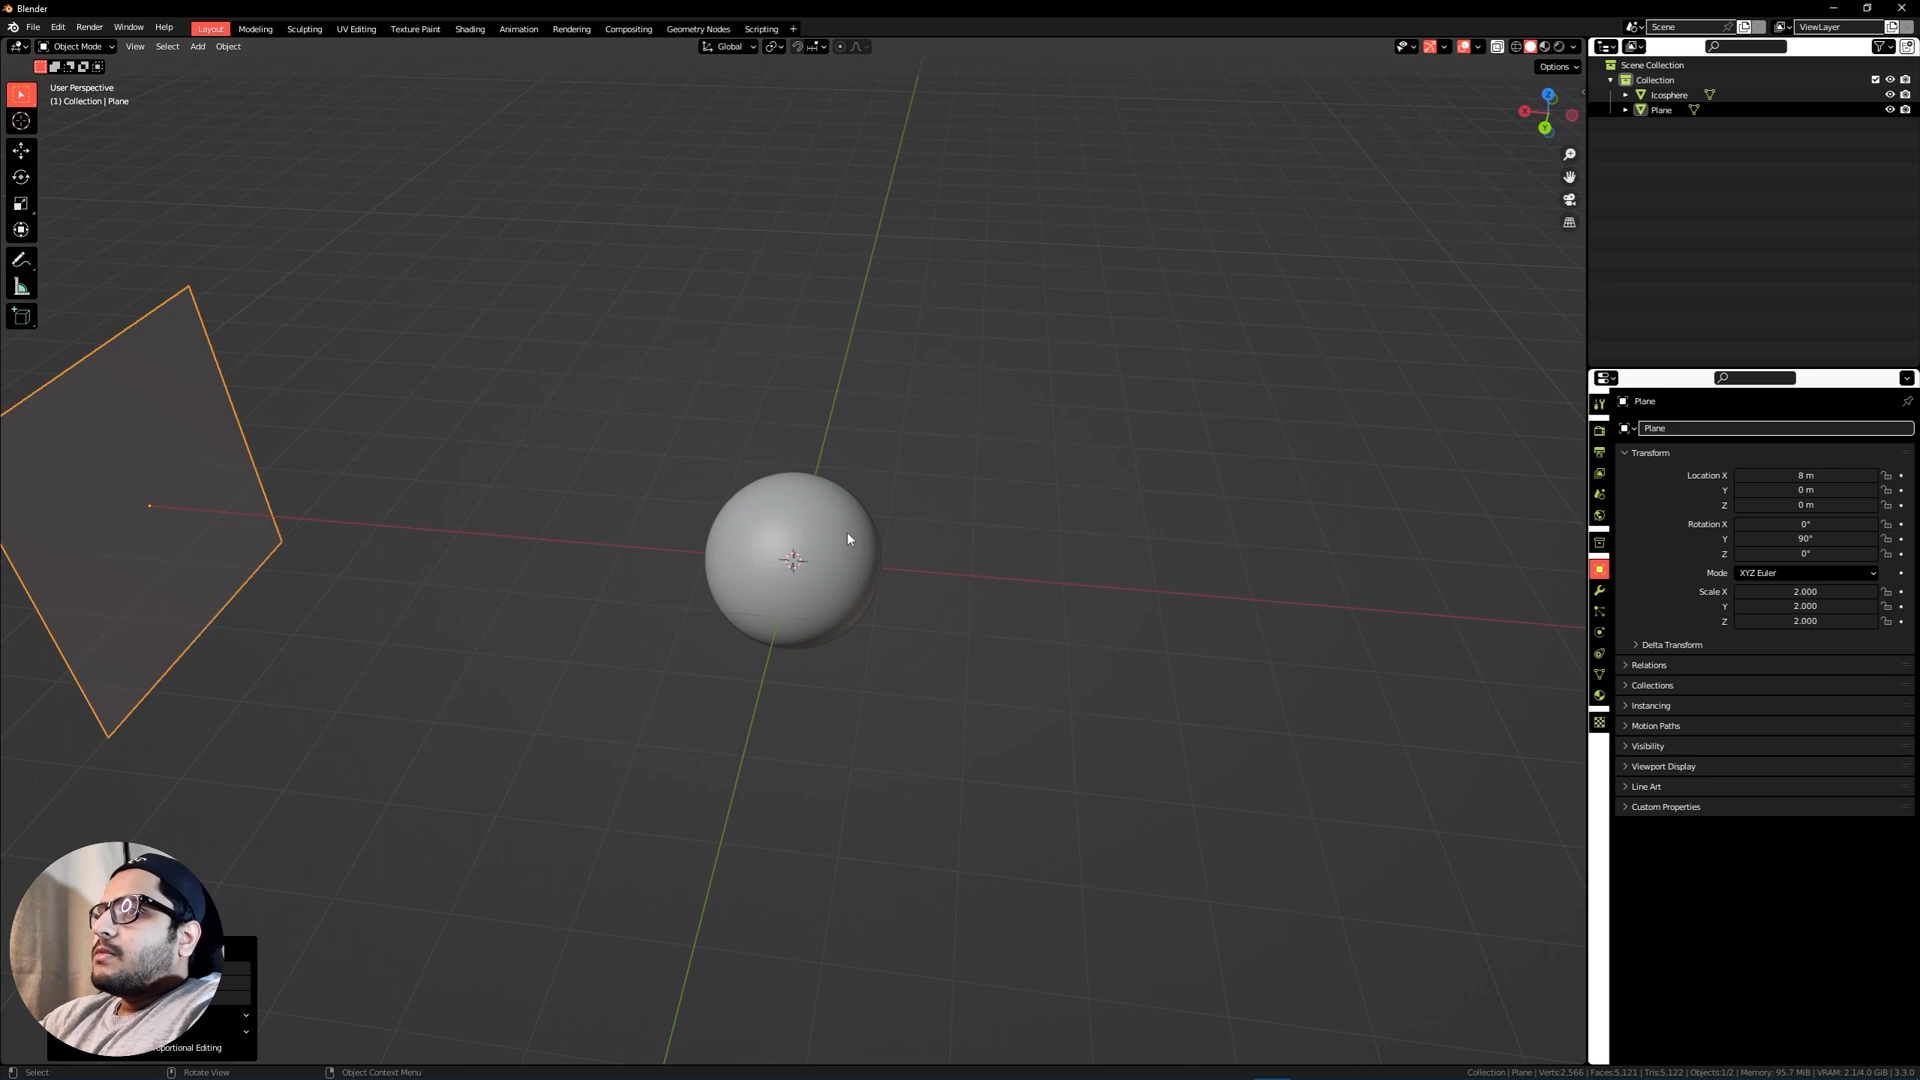 Blender
File Edit Render Window Help Layout Modeling Sculpting UV Editing Texture Paint Shading Animation Rendering Compositing Geometry Nodes Scripting + Scene ViewLayer
Object Mode View Select Add Object Global
Options
User Perspective
(1) Collection | Plane
Z
X
Y
Scene Collection
Collection
Icosphere
Plane
Plane
Plane
Transform
Location X 8 m
Y 0 m
Z 0 m
Rotation X 0°
Y 90°
Z 0°
Mode XYZ Euler
Scale X 2.000
Y 2.000
Z 2.000
Delta Transform
Relations
Collections
Instancing
Motion Paths
Visibility
Viewport Display
Line Art
Custom Properties
oportional Editing
Select Rotate View Object Context Menu Collection | Plane | Verts:2,566 | Faces:5,121 | Tris:5,122 | Objects:1/2 | Memory: 95.7 MiB | VRAM: 2.1/4.0 GiB | 3.3.0